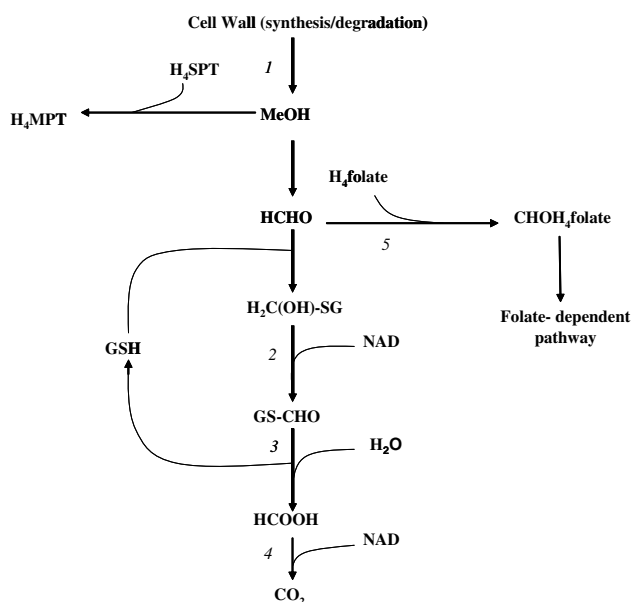 Cell Wall (synthesis/degradation)
1
H₄SPT
H₄MPT
MeOH
H₄folate
HCHO
CHOH₄folate
5
H₂C(OH)-SG
Folate- dependent
pathway
GSH
2
NAD
GS-CHO
3
H₂O
HCOOH
4
NAD
CO₂